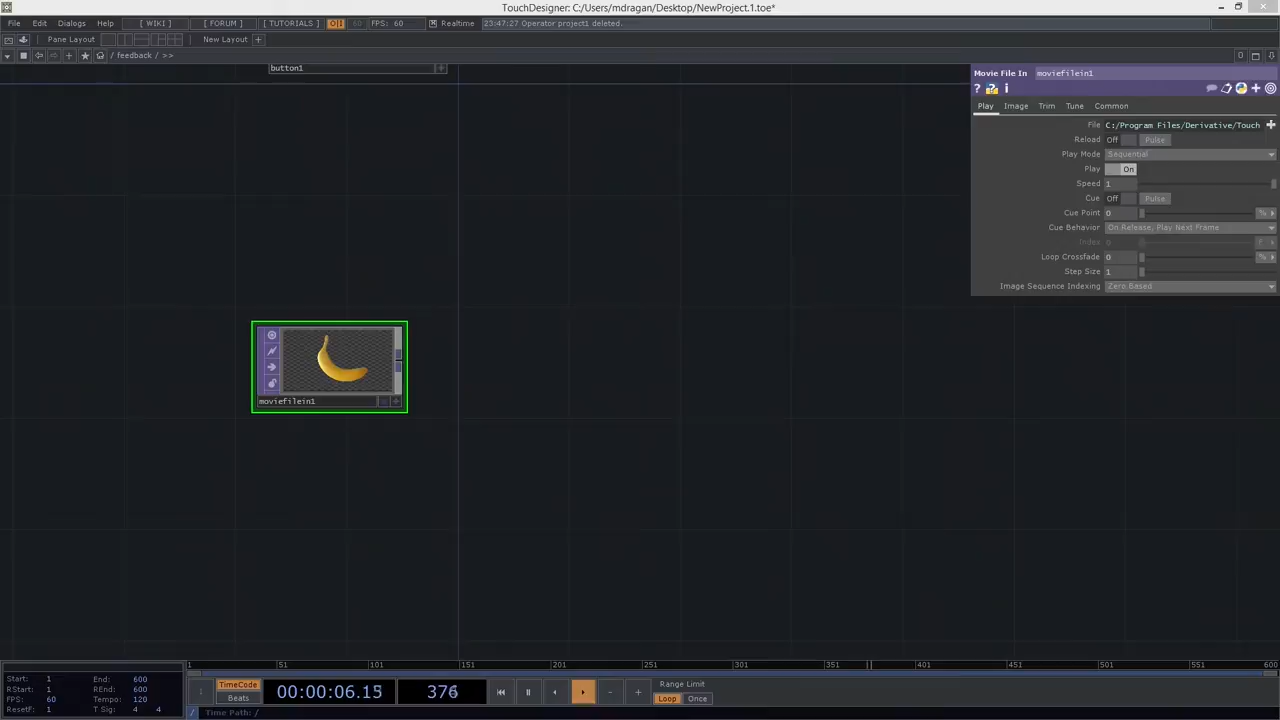 TouchDesigner: C:/Users/mdragan/Desktop/NewProject.1.toe*
File Edit Dialogs Help [ WIKI ] [ FORUM ] [ TUTORIALS ] O|I 60 FPS: 60 Realtime 23:47:27 Operator project1 deleted.
Pane Layout New Layout +
/ feedback / >> 0
button1
Movie File In moviefilein1
Play Image Trim Tune Common
File C:/Program Files/Derivative/Touch
Reload Off Pulse
Play Mode Sequential
Play On
Speed 1
Cue Off Pulse
Cue Point 0 %
Cue Behavior On Release, Play Next Frame
Index 0 F
Loop Crossfade 0 %
Step Size 1
Image Sequence Indexing Zero Based
moviefilein1
1 51 101 151 201 251 301 351 401 451 501 551 600
Start: 1 End: 600
RStart: 1 REnd: 600
FPS: 60 Tempo: 120
ResetF: 1 T Sig: 4 4
TimeCode
Beats
00:00:06.15 376
Range Limit
Loop Once
/ Time Path: /